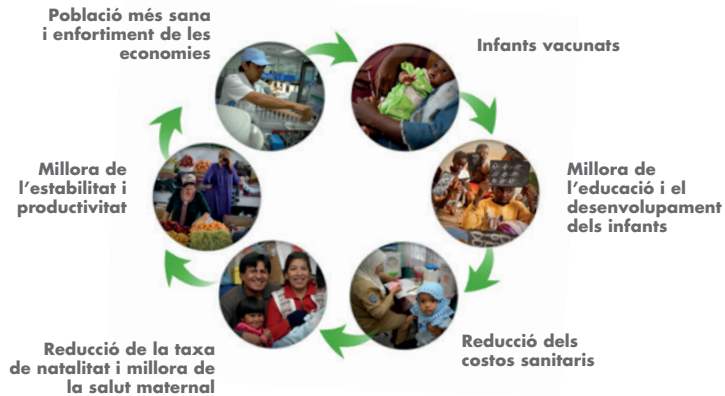 Població més sana
i enfortiment de les
economies
Infants vacunats
Millora de
l'educació i el
desenvolupament
dels infants
Reducció dels
costos sanitaris
Reducció de la taxa
de natalitat i millora de
la salut maternal
Millora de
l'estabilitat i
productivitat